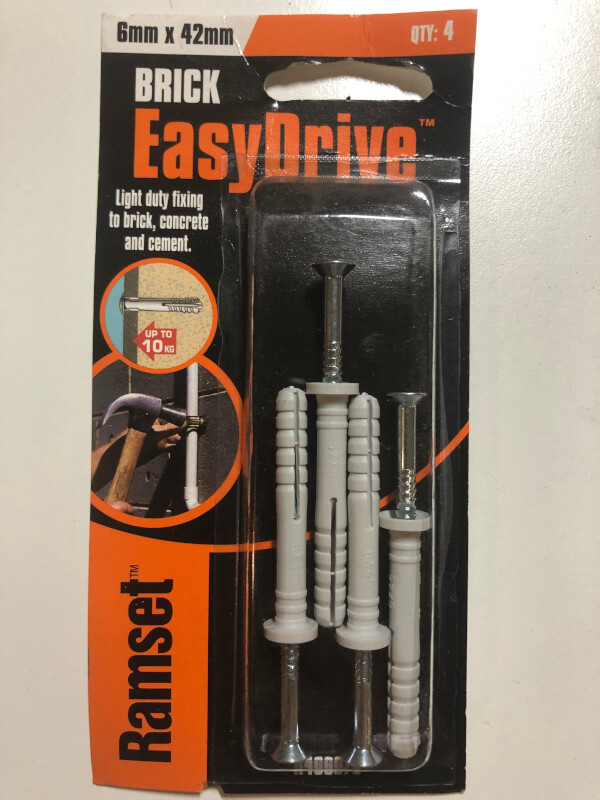 6mm x 42mm
QTY: 4
BRICK
EasyDrive™
Light duty fixing
to brick, concrete
and cement.
UP TO
10 KG
Ramset™